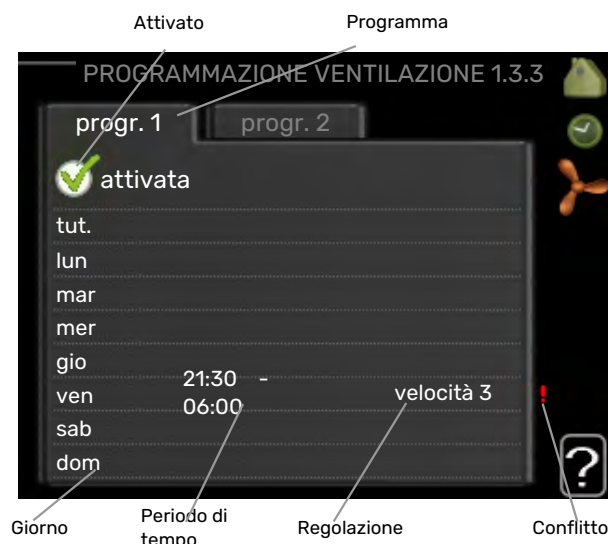 Attivato
Programma
PROGRAMMAZIONE VENTILAZIONE 1.3.3
progr. 1
progr. 2
attivata
tut.
lun
mar
mer
gio
ven
21:30 -
06:00
velocità 3
!
sab
dom
?
Giorno
Periodo di
tempo
Regolazione
Conflitto